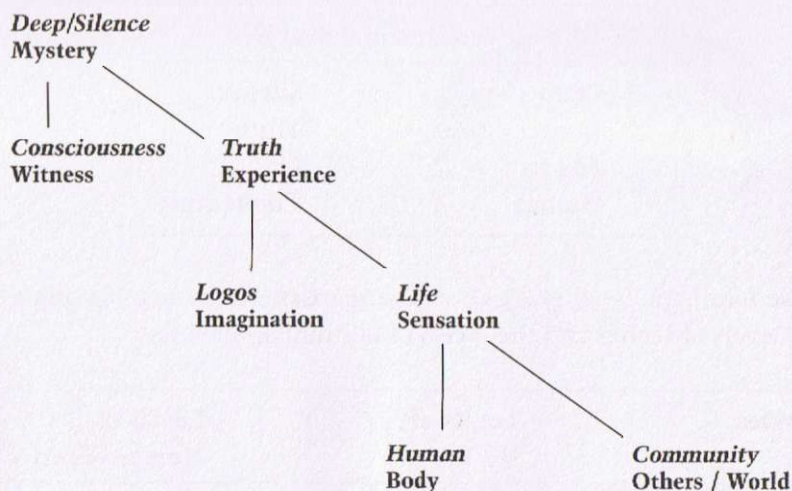 Deep/Silence
Mystery
Consciousness
Witness
Truth
Experience
Logos
Imagination
Life
Sensation
Human
Body
Community
Others / World